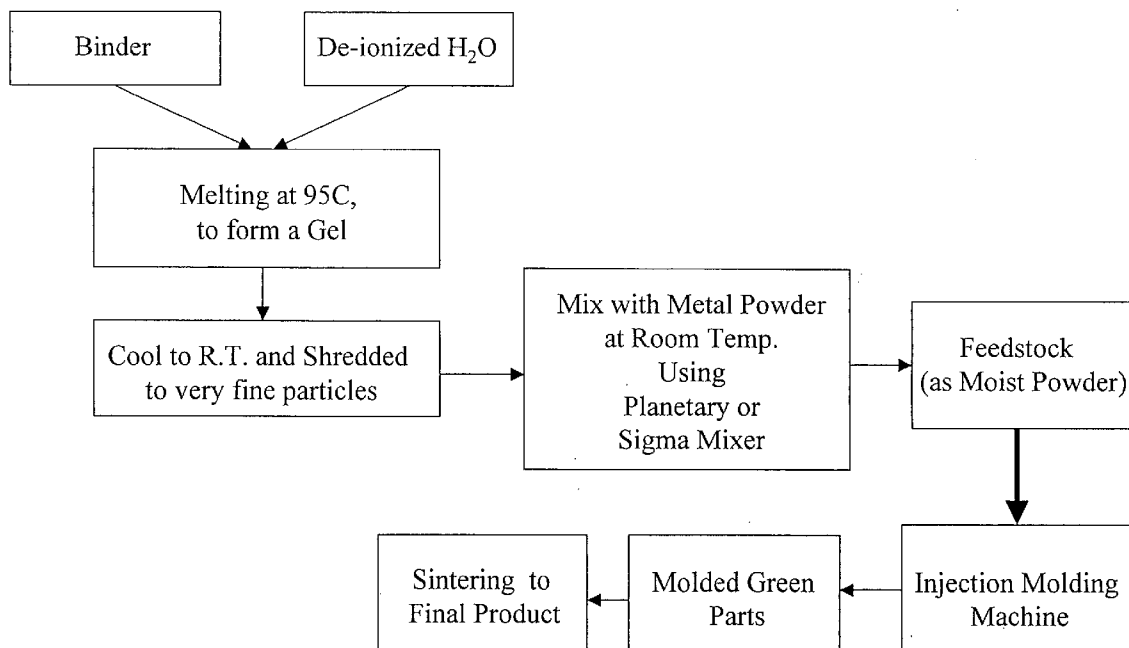 Binder
De-ionized H₂O
Melting at 95C,
to form a Gel
Cool to R.T. and Shredded
to very fine particles
Mix with Metal Powder
at Room Temp.
Using
Planetary or
Sigma Mixer
Feedstock
(as Moist Powder)
Injection Molding
Machine
Molded Green
Parts
Sintering to
Final Product